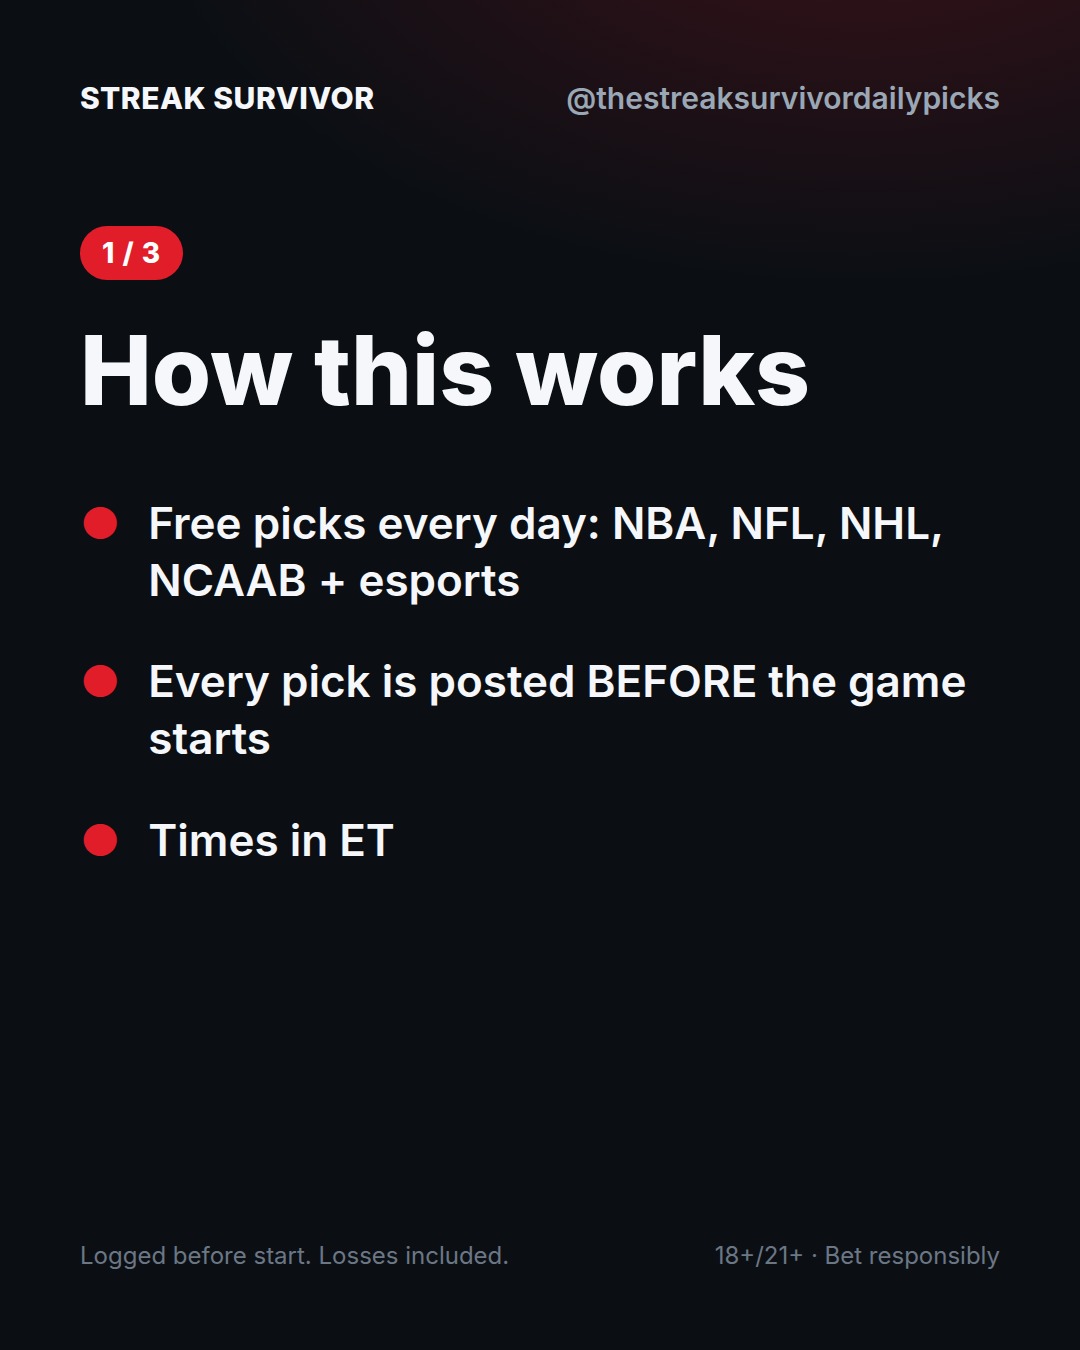 STREAK SURVIVOR
@thestreaksurvivordailypicks
1 / 3
How this works
Free picks every day: NBA, NFL, NHL,
NCAAB + esports
Every pick is posted BEFORE the game
starts
Times in ET
Logged before start. Losses included.
18+/21+ · Bet responsibly